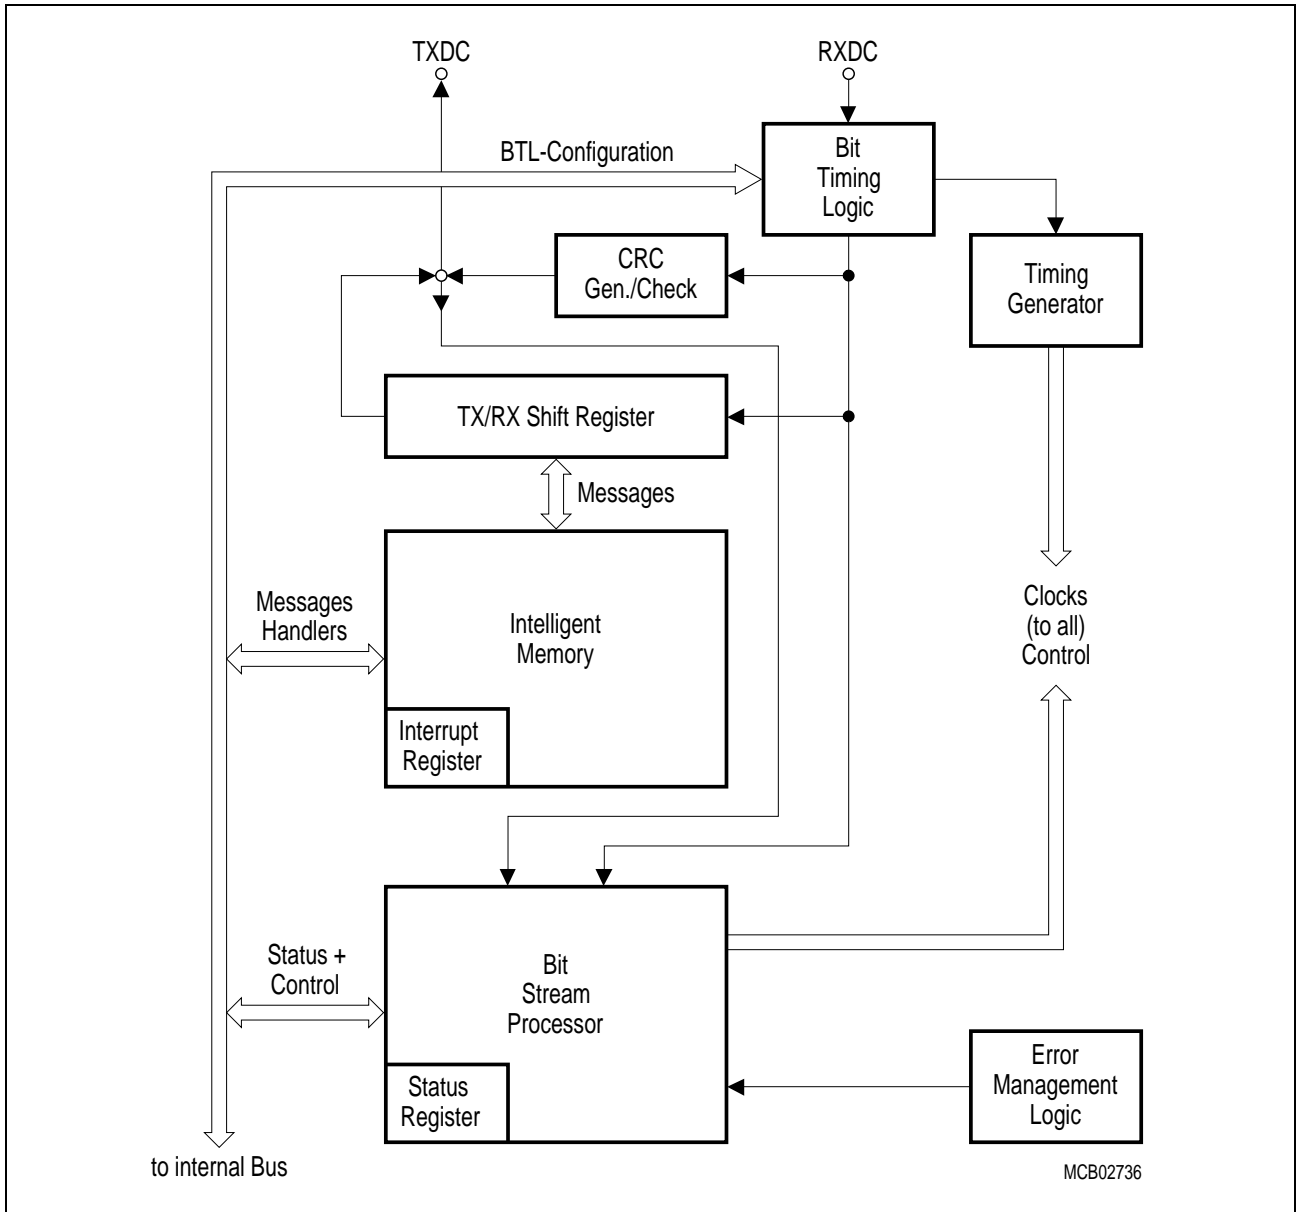 TXDC
RXDC
BTL-Configuration
Bit
Timing
Logic
CRC
Gen./Check
Timing
Generator
TX/RX Shift Register
Messages
Messages
Handlers
Intelligent
Memory
Clocks
(to all)
Control
Interrupt
Register
Status +
Control
Bit
Stream
Processor
Status
Register
Error
Management
Logic
to internal Bus
MCB02736